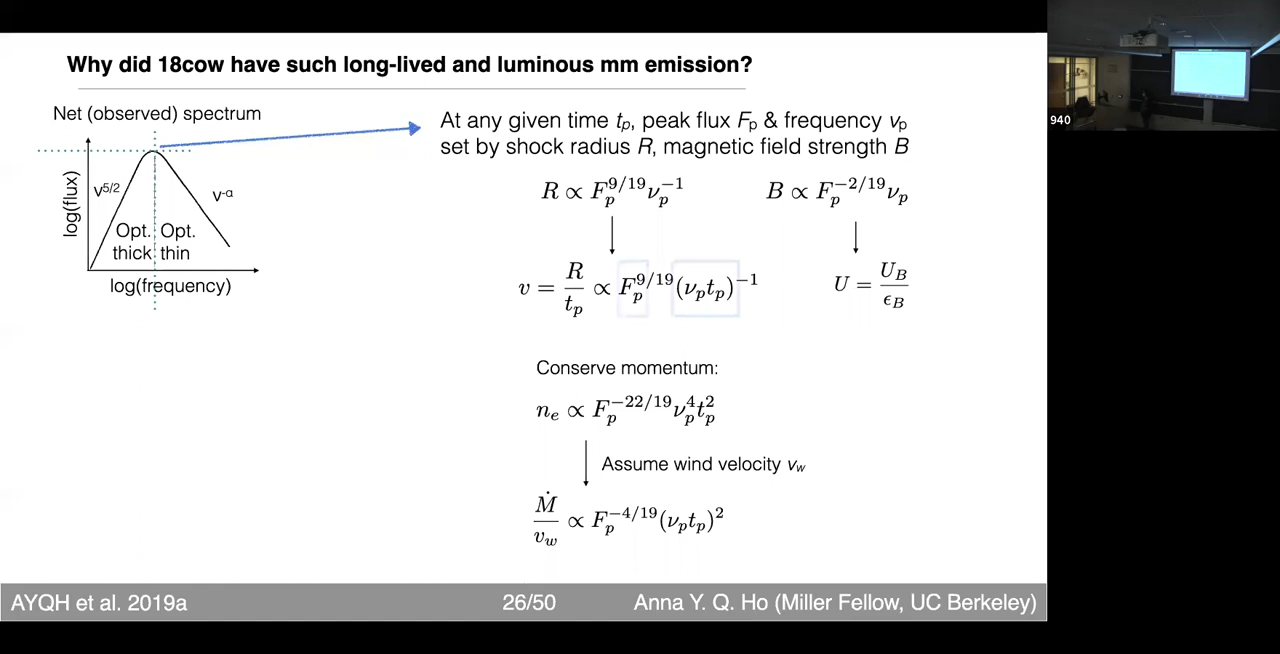 Why did 18cow have such long-lived and luminous mm emission?
Net (observed) spectrum
log(flux)
ν^{5/2}
ν^{-α}
Opt. thick
Opt. thin
log(frequency)
At any given time t_p, peak flux F_p & frequency ν_p
set by shock radius R, magnetic field strength B
R ∝ F_p^{9/19} ν_p^{-1}
B ∝ F_p^{-2/19} ν_p
v = R / t_p ∝ F_p^{9/19} (ν_p t_p)^{-1}
U = U_B / ϵ_B
Conserve momentum:
n_e ∝ F_p^{-22/19} ν_p^4 t_p^2
Assume wind velocity v_w
Ṁ / v_w ∝ F_p^{-4/19} (ν_p t_p)^2
AYQH et al. 2019a
26/50
Anna Y. Q. Ho (Miller Fellow, UC Berkeley)
940